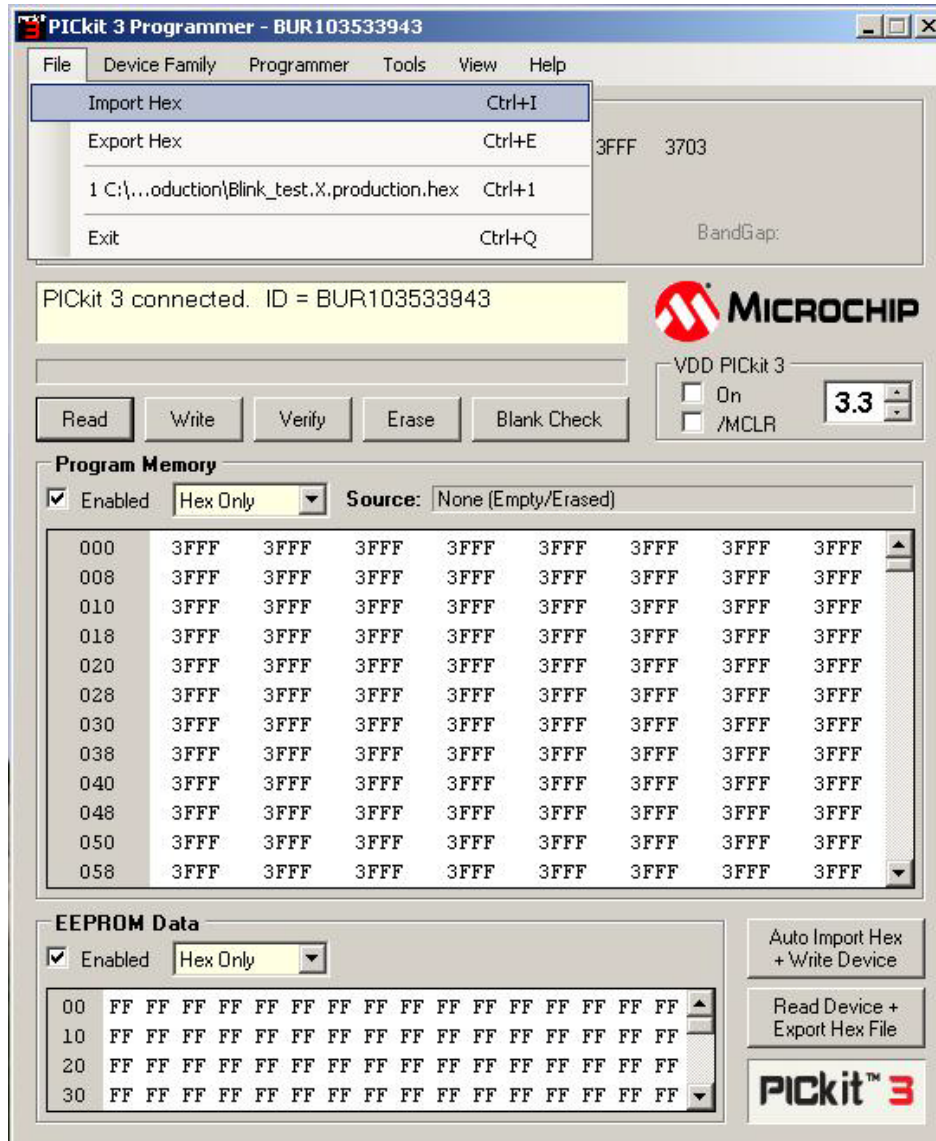 PICkit 3 Programmer - BUR103533943
File Device Family Programmer Tools View Help
Import Hex Ctrl+I
Export Hex Ctrl+E
1 C:\...oduction\Blink_test.X.production.hex Ctrl+1
Exit Ctrl+Q
3FFF 3703
BandGap:
PICkit 3 connected. ID = BUR103533943
MICROCHIP
VDD PICkit 3
On
/MCLR
3.3
Read Write Verify Erase Blank Check
Program Memory
Enabled Hex Only Source: None (Empty/Erased)
000 3FFF 3FFF 3FFF 3FFF 3FFF 3FFF 3FFF 3FFF
008 3FFF 3FFF 3FFF 3FFF 3FFF 3FFF 3FFF 3FFF
010 3FFF 3FFF 3FFF 3FFF 3FFF 3FFF 3FFF 3FFF
018 3FFF 3FFF 3FFF 3FFF 3FFF 3FFF 3FFF 3FFF
020 3FFF 3FFF 3FFF 3FFF 3FFF 3FFF 3FFF 3FFF
028 3FFF 3FFF 3FFF 3FFF 3FFF 3FFF 3FFF 3FFF
030 3FFF 3FFF 3FFF 3FFF 3FFF 3FFF 3FFF 3FFF
038 3FFF 3FFF 3FFF 3FFF 3FFF 3FFF 3FFF 3FFF
040 3FFF 3FFF 3FFF 3FFF 3FFF 3FFF 3FFF 3FFF
048 3FFF 3FFF 3FFF 3FFF 3FFF 3FFF 3FFF 3FFF
050 3FFF 3FFF 3FFF 3FFF 3FFF 3FFF 3FFF 3FFF
058 3FFF 3FFF 3FFF 3FFF 3FFF 3FFF 3FFF 3FFF
EEPROM Data
Enabled Hex Only
00 FF FF FF FF FF FF FF FF FF FF FF FF FF FF FF FF
10 FF FF FF FF FF FF FF FF FF FF FF FF FF FF FF FF
20 FF FF FF FF FF FF FF FF FF FF FF FF FF FF FF FF
30 FF FF FF FF FF FF FF FF FF FF FF FF FF FF FF FF
Auto Import Hex
+ Write Device
Read Device +
Export Hex File
PICkit™ 3